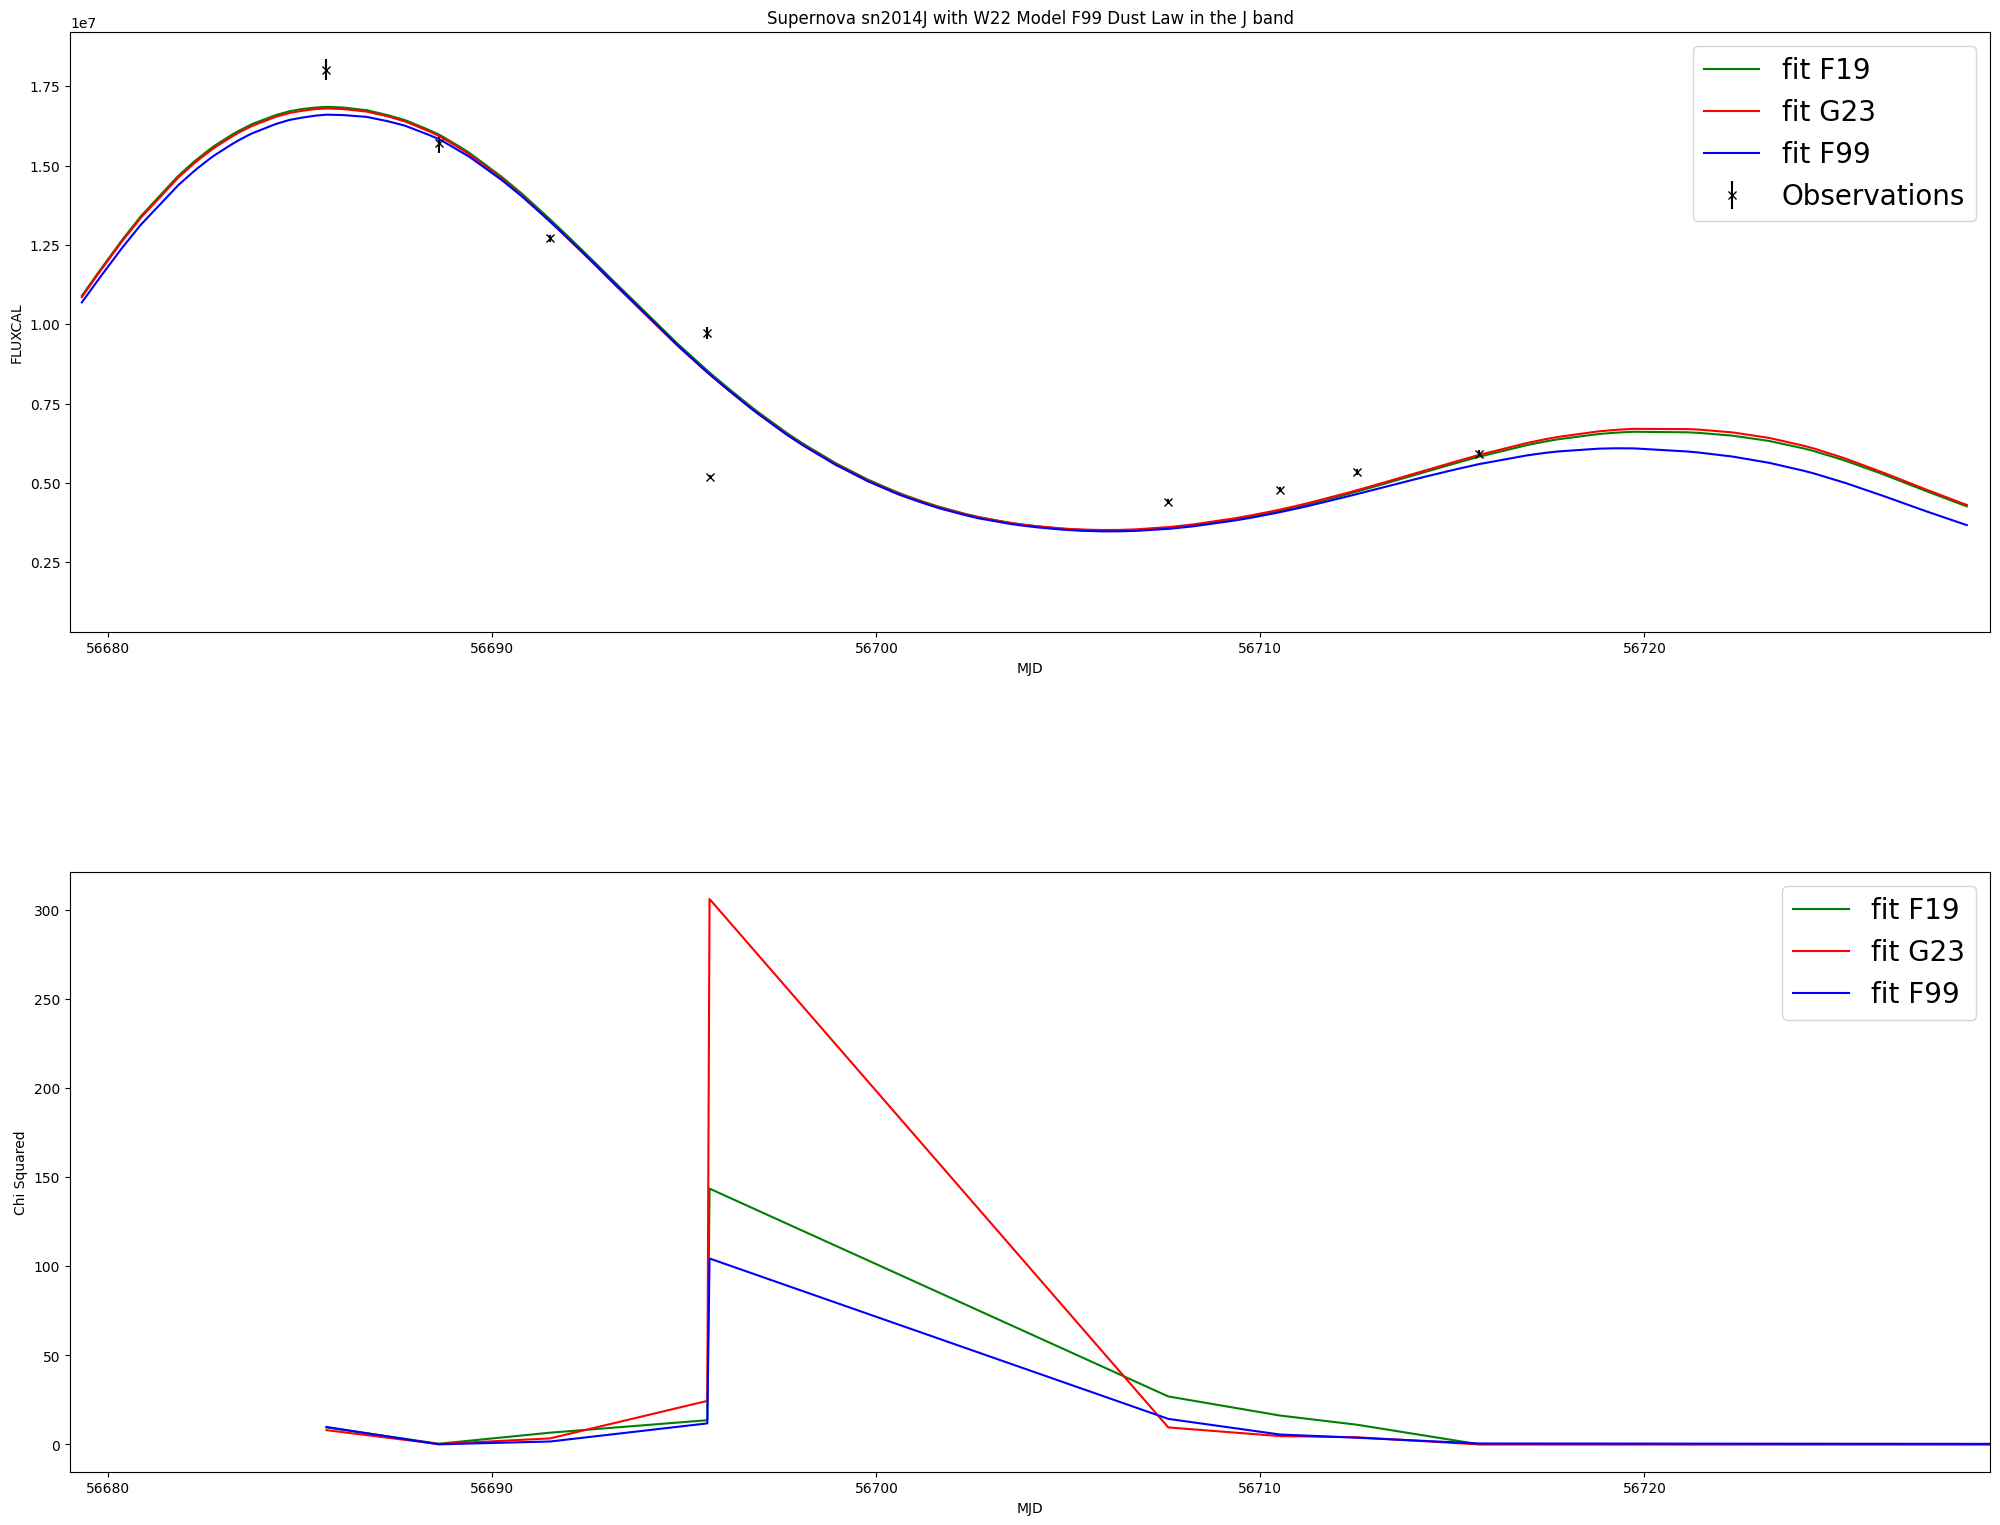 Supernova sn2014J with W22 Model F99 Dust Law in the J band
1e7
fit F19
fit G23
fit F99
Observations
1.75
1.50
1.25
1.00
0.75
0.50
0.25
FLUXCAL
56680
56690
56700
56710
56720
MJD
fit F19
fit G23
fit F99
300
250
200
150
100
50
0
Chi Squared
56680
56690
56700
56710
56720
MJD